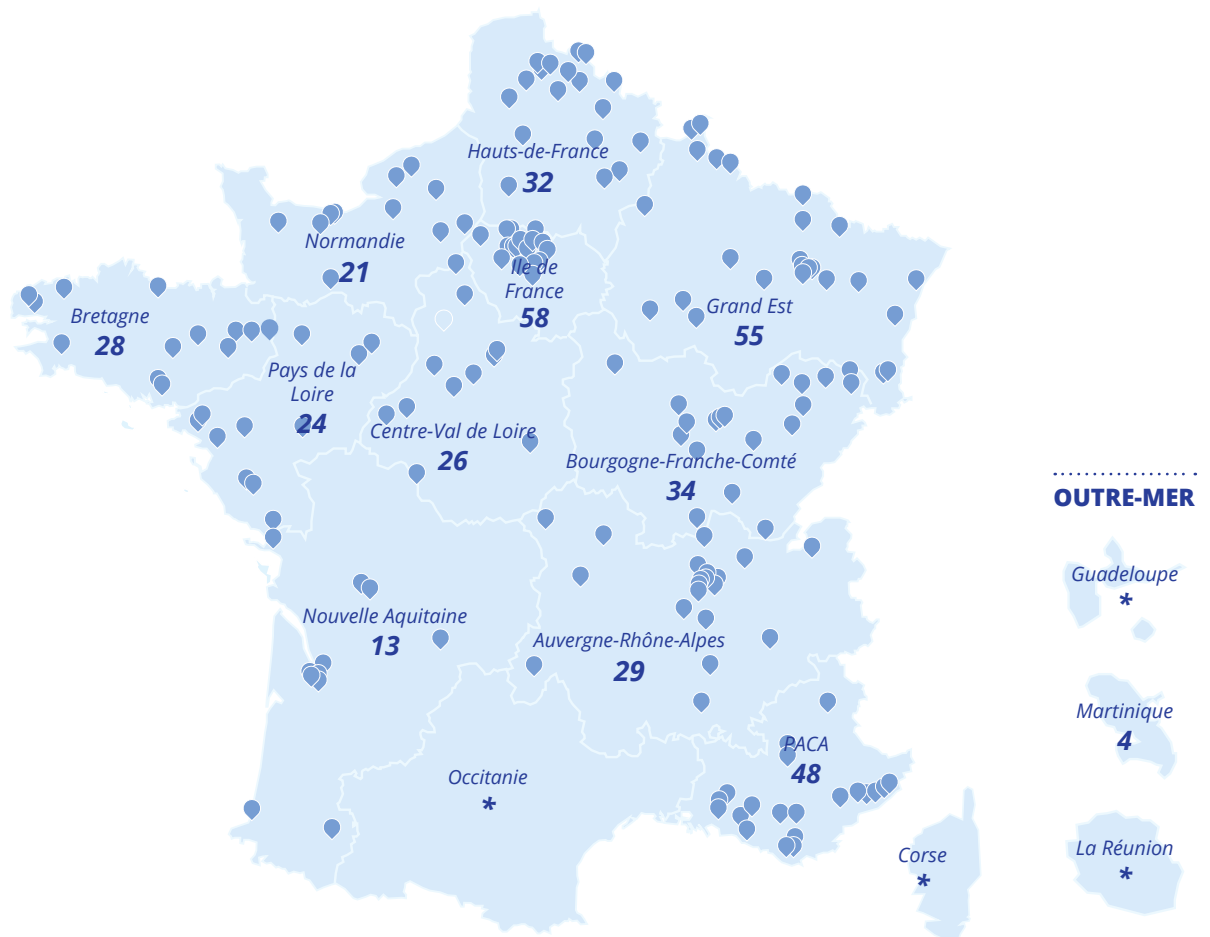 Hauts-de-France
32
Normandie
21
Ile de
France
58
Grand Est
55
Bretagne
28
Pays de la
Loire
24
Centre-Val de Loire
26
Bourgogne-Franche-Comté
34
Nouvelle Aquitaine
13
Auvergne-Rhône-Alpes
29
PACA
48
Occitanie
*
Corse
*
OUTRE-MER
Guadeloupe
*
Martinique
4
La Réunion
*